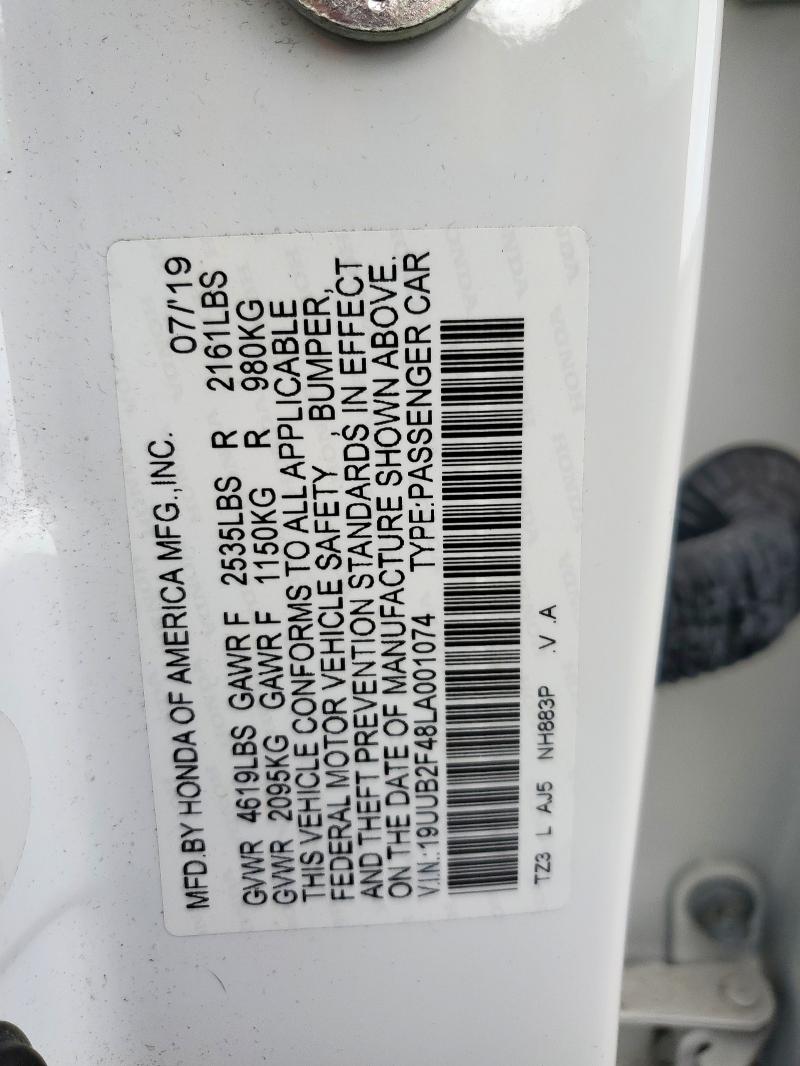 MFD.BY HONDA OF AMERICA MFG.,INC. 07/'19
GVWR 4619LBS GAWR F 2535LBS R 2161LBS
GVWR 2095KG GAWR F 1150KG R 980KG
THIS VEHICLE CONFORMS TO ALL APPLICABLE
FEDERAL MOTOR VEHICLE SAFETY , BUMPER,
AND THEFT PREVENTION STANDARDS IN EFFECT
ON THE DATE OF MANUFACTURE SHOWN ABOVE.
V.I.N.:19UUB2F48LA001074 TYPE:PASSENGER CAR
TZ3 L AJ5 NH883P .V .A